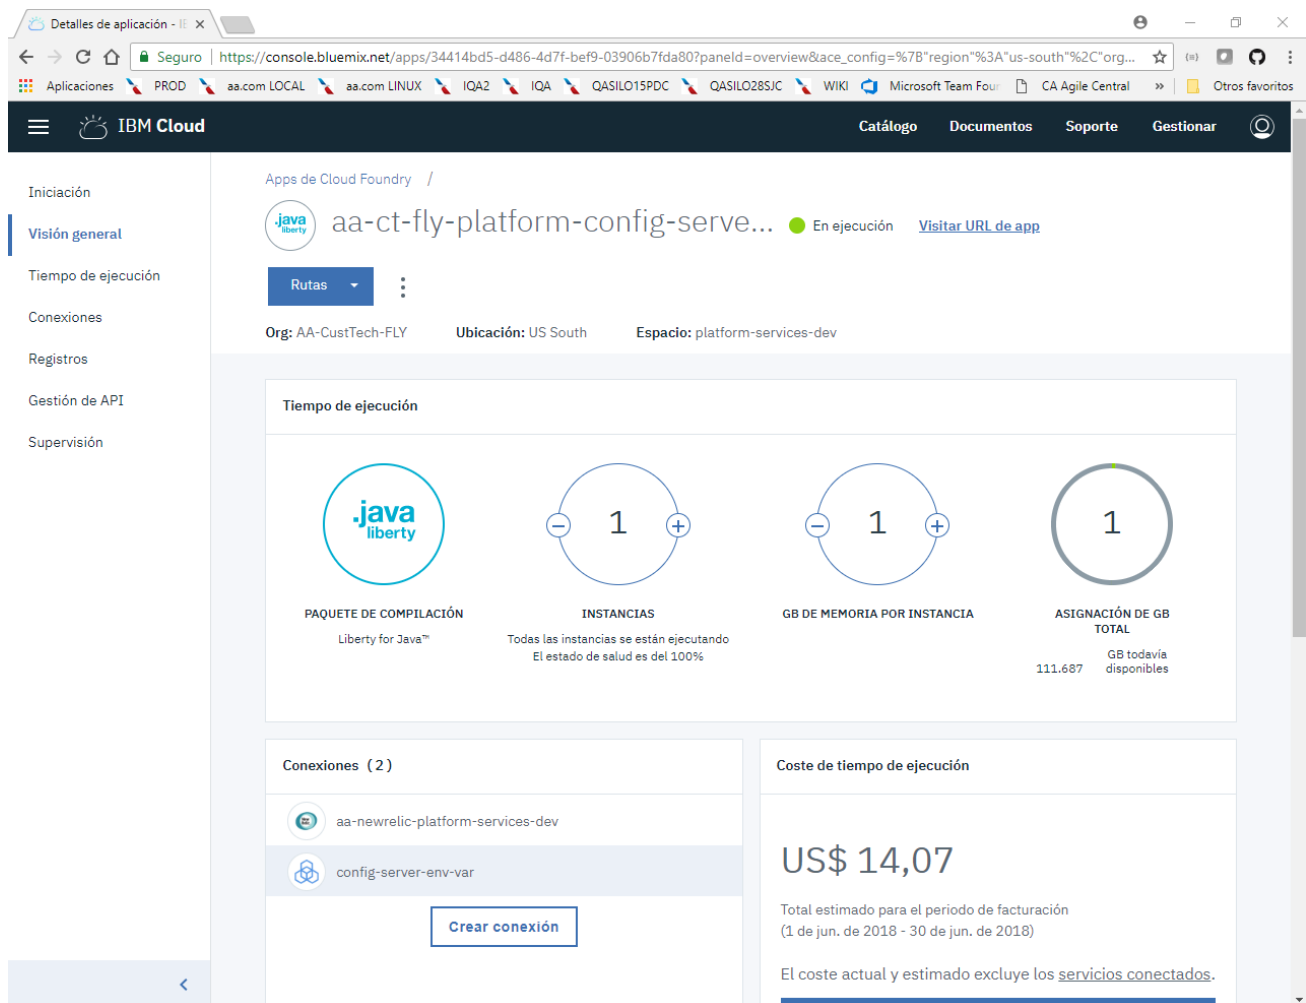 Detalles de aplicación - IE
Seguro
https://console.bluemix.net/apps/34414bd5-d486-4d7f-bef9-03906b7fda80?paneId=overview&ace_config=%7B"region"%3A"us-south"%2C"org...
Aplicaciones PROD aa.com LOCAL aa.com LINUX IQA2 IQA QASILO15PDC QASILO28SJC WIKI Microsoft Team Foun CA Agile Central » Otros favoritos
IBM Cloud
Catálogo Documentos Soporte Gestionar
Iniciación
Visión general
Tiempo de ejecución
Conexiones
Registros
Gestión de API
Supervisión
Apps de Cloud Foundry /
.java
liberty
aa-ct-fly-platform-config-serve...
En ejecución
Visitar URL de app
Rutas
Org: AA-CustTech-FLY Ubicación: US South Espacio: platform-services-dev
Tiempo de ejecución
.java
liberty
PAQUETE DE COMPILACIÓN
Liberty for Java™
1
INSTANCIAS
Todas las instancias se están ejecutando
El estado de salud es del 100%
1
GB DE MEMORIA POR INSTANCIA
1
ASIGNACIÓN DE GB
TOTAL
111.687
GB todavía
disponibles
Conexiones (2)
aa-newrelic-platform-services-dev
config-server-env-var
Crear conexión
Coste de tiempo de ejecución
US$ 14,07
Total estimado para el periodo de facturación
(1 de jun. de 2018 - 30 de jun. de 2018)
El coste actual y estimado excluye los servicios conectados.